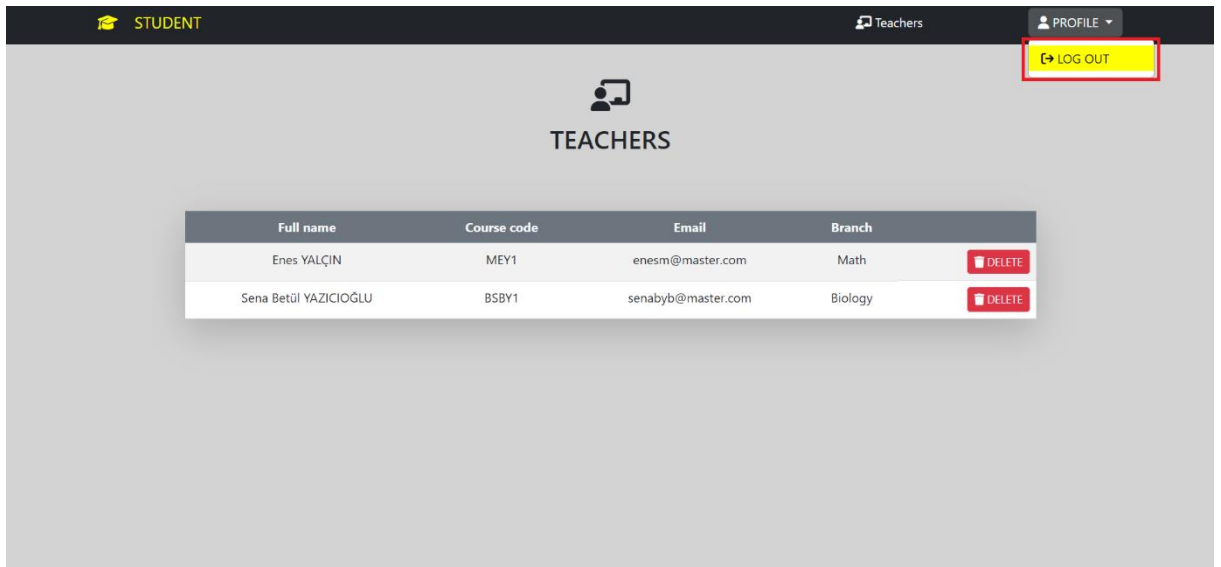 STUDENT Teachers PROFILE
LOG OUT
TEACHERS
Full name Course code Email Branch
Enes YALÇIN MEY1 enesm@master.com Math DELETE
Sena Betül YAZICIOĞLU BSBY1 senabyb@master.com Biology DELETE